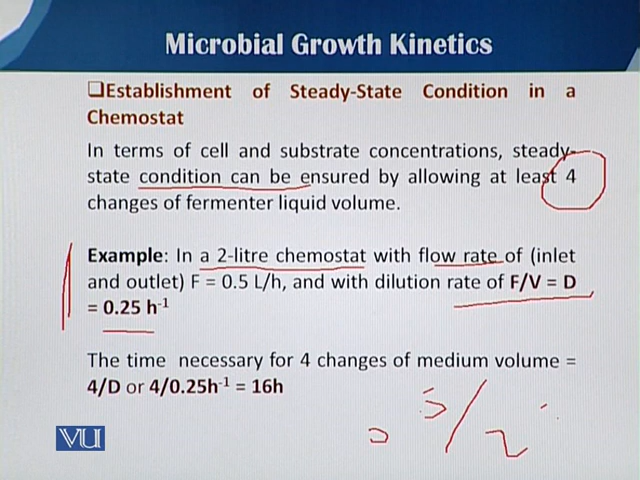 Microbial Growth Kinetics
❑Establishment of Steady-State Condition in a
Chemostat
In terms of cell and substrate concentrations, steady-
state condition can be ensured by allowing at least 4
changes of fermenter liquid volume.
Example: In a 2-litre chemostat with flow rate of (inlet
and outlet) F = 0.5 L/h, and with dilution rate of F/V = D
= 0.25 h-1
The time necessary for 4 changes of medium volume =
4/D or 4/0.25h-1 = 16h
VU